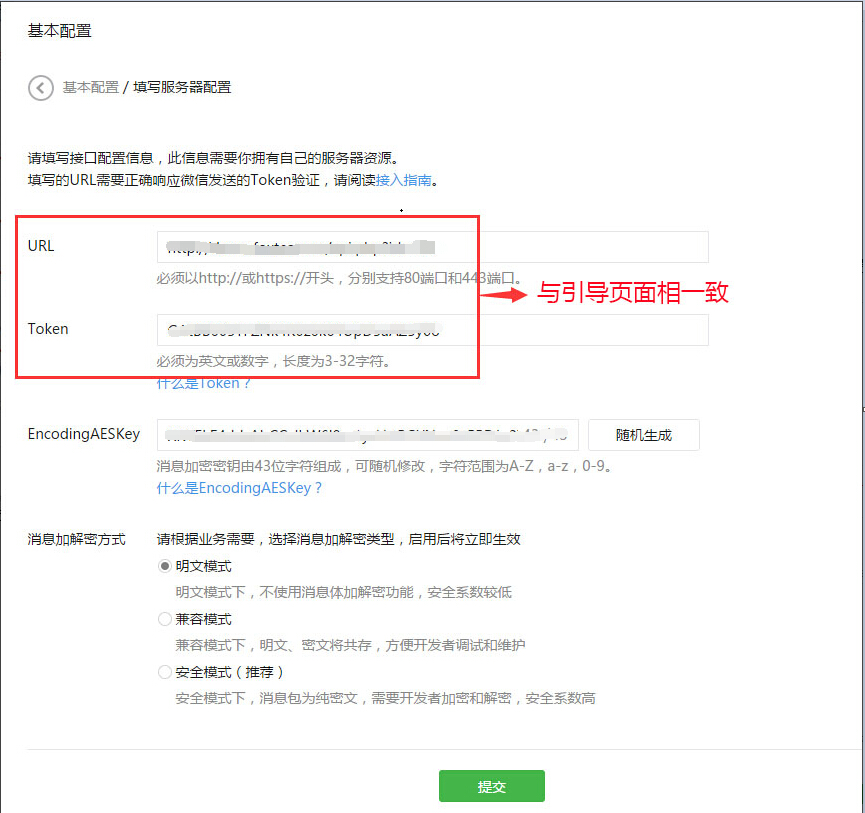 基本配置
基本配置 / 填写服务器配置
请填写接口配置信息，此信息需要你拥有自己的服务器资源。
填写的URL需要正确响应微信发送的Token验证，请阅读接入指南。
URL
必须以http://或https://开头，分别支持80端口和443端口。
与引导页面相一致
Token
必须为英文或数字，长度为3-32字符。
什么是Token？
EncodingAESKey
随机生成
消息加密密钥由43位字符组成，可随机修改，字符范围为A-Z，a-z，0-9。
什么是EncodingAESKey？
消息加解密方式 请根据业务需要，选择消息加解密类型，启用后将立即生效
明文模式
明文模式下，不使用消息体加解密功能，安全系数较低
兼容模式
兼容模式下，明文、密文将共存，方便开发者调试和维护
安全模式（推荐）
安全模式下，消息包为纯密文，需要开发者加密和解密，安全系数高
提交